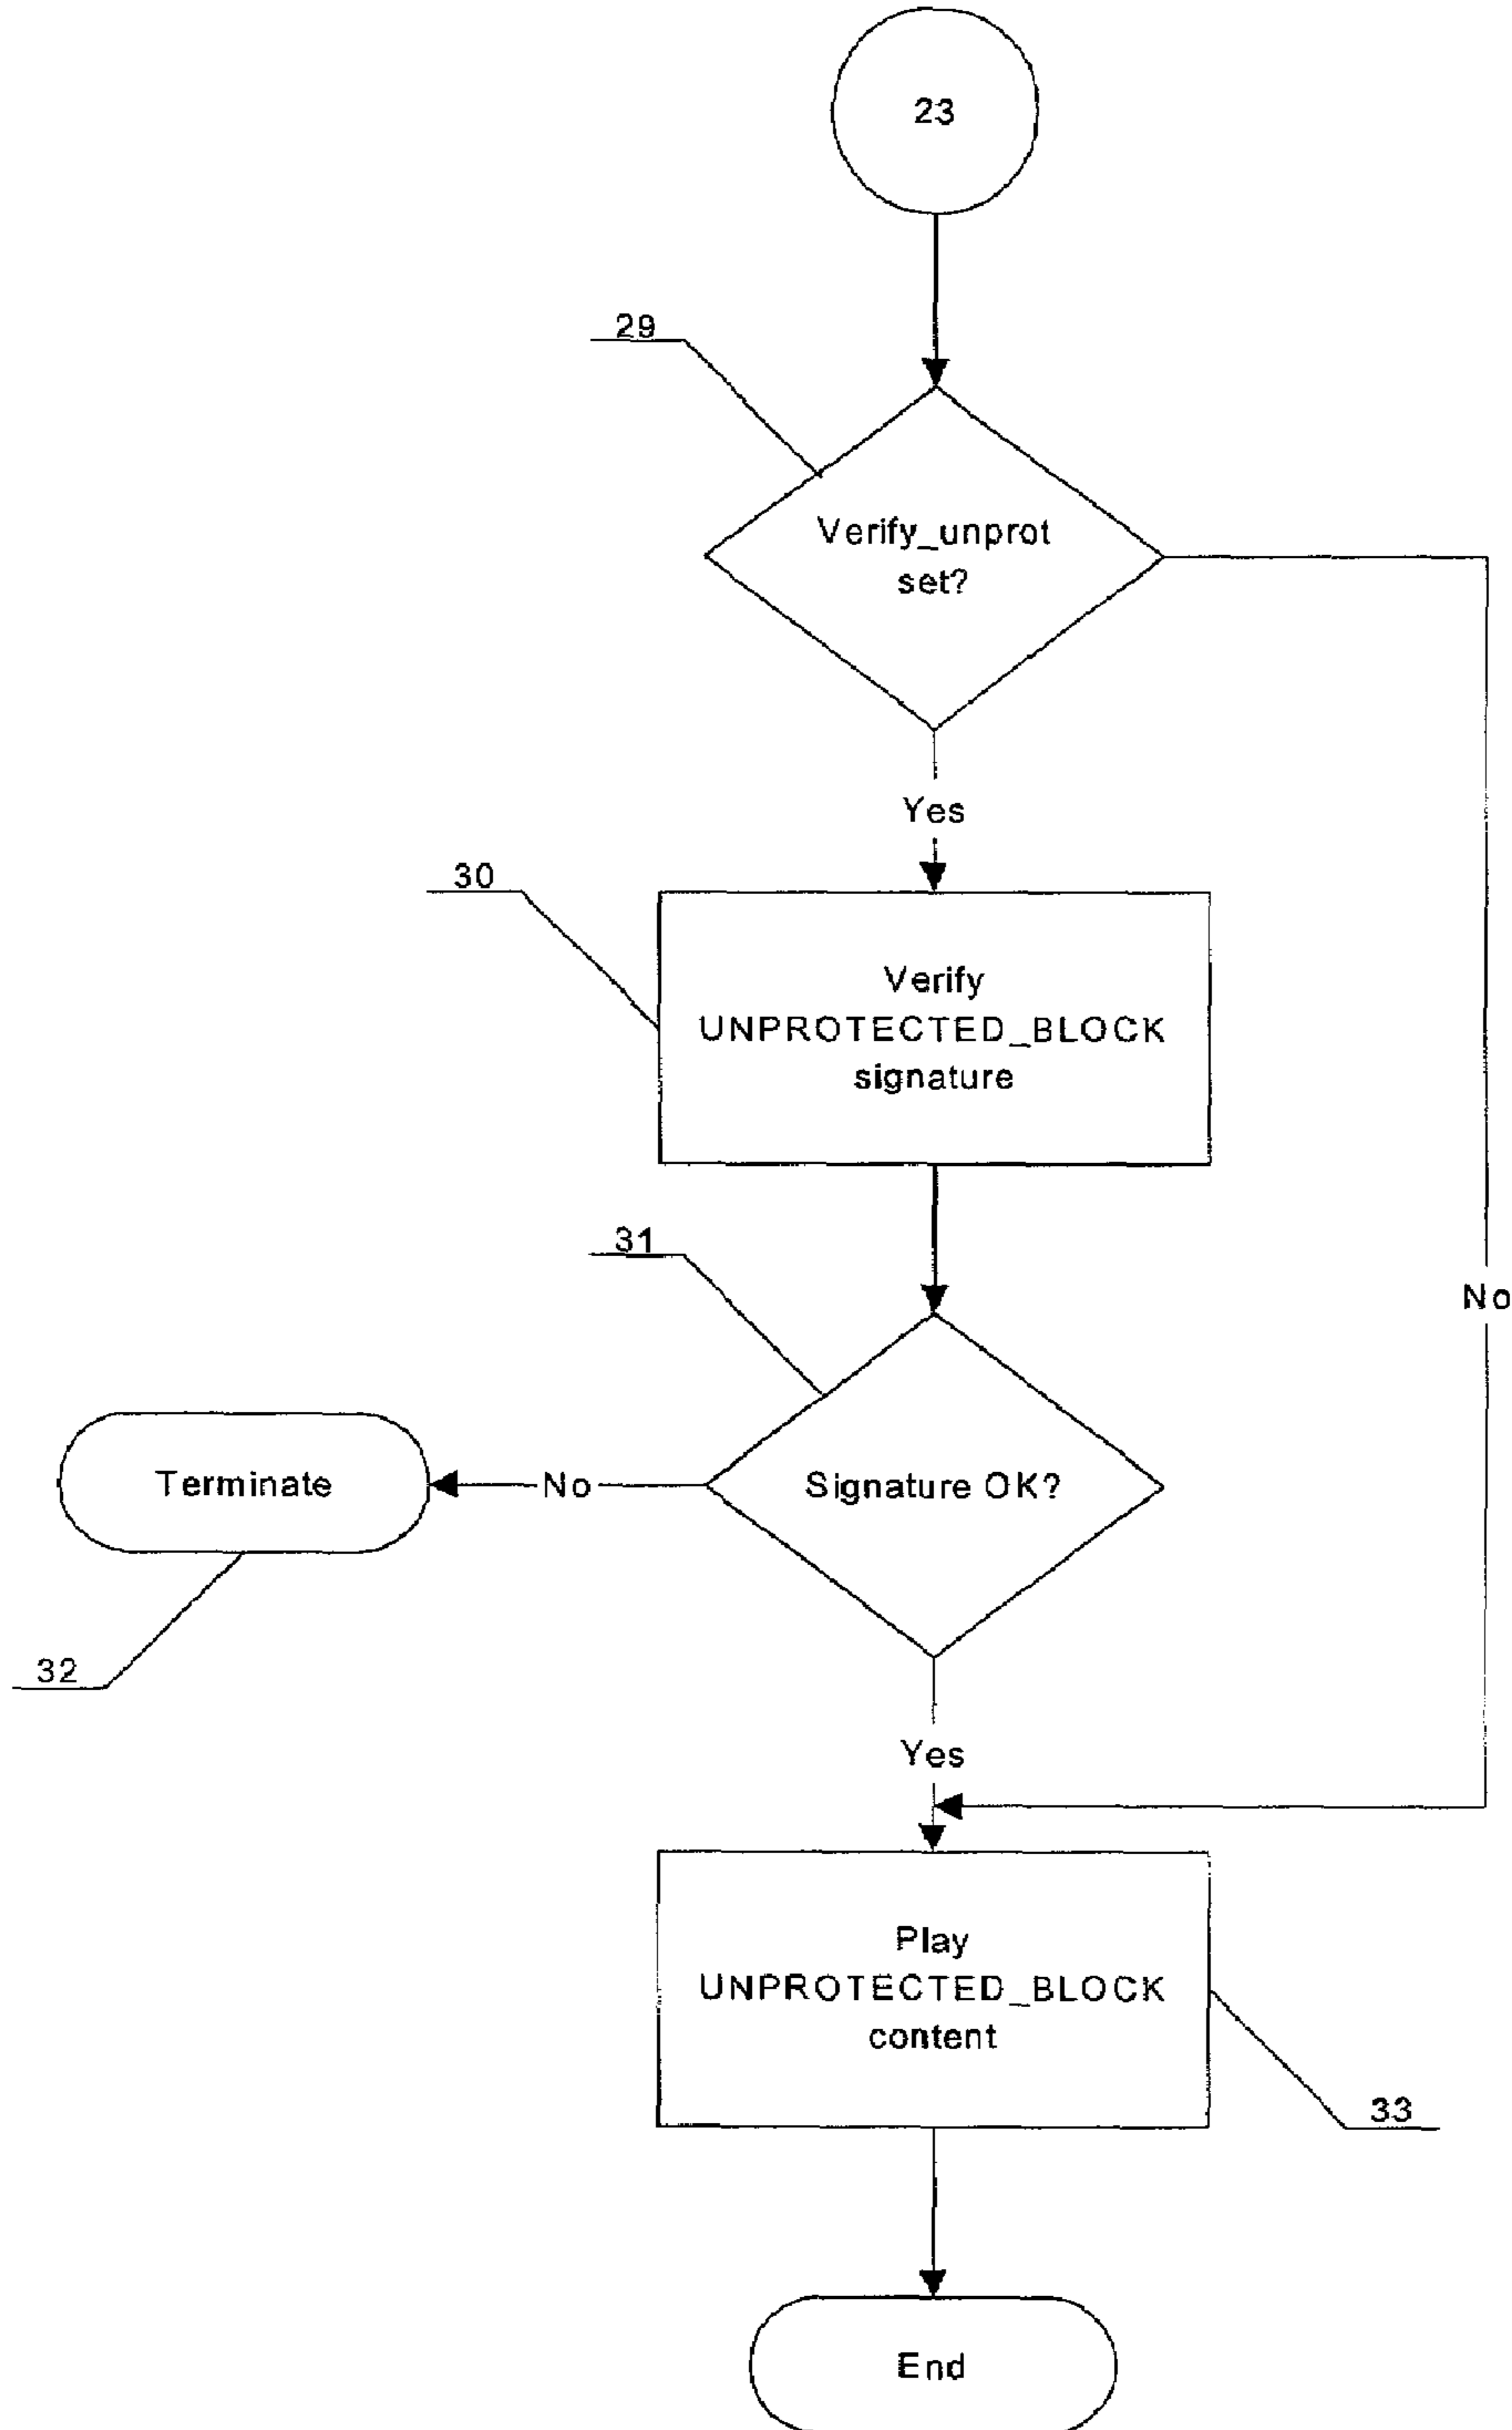 23
29
Verify_unprot
set?
Yes
30
Verify
UNPROTECTED_BLOCK
signature
31
No
Signature OK?
No
Terminate
32
Yes
Play
UNPROTECTED_BLOCK
content
33
End